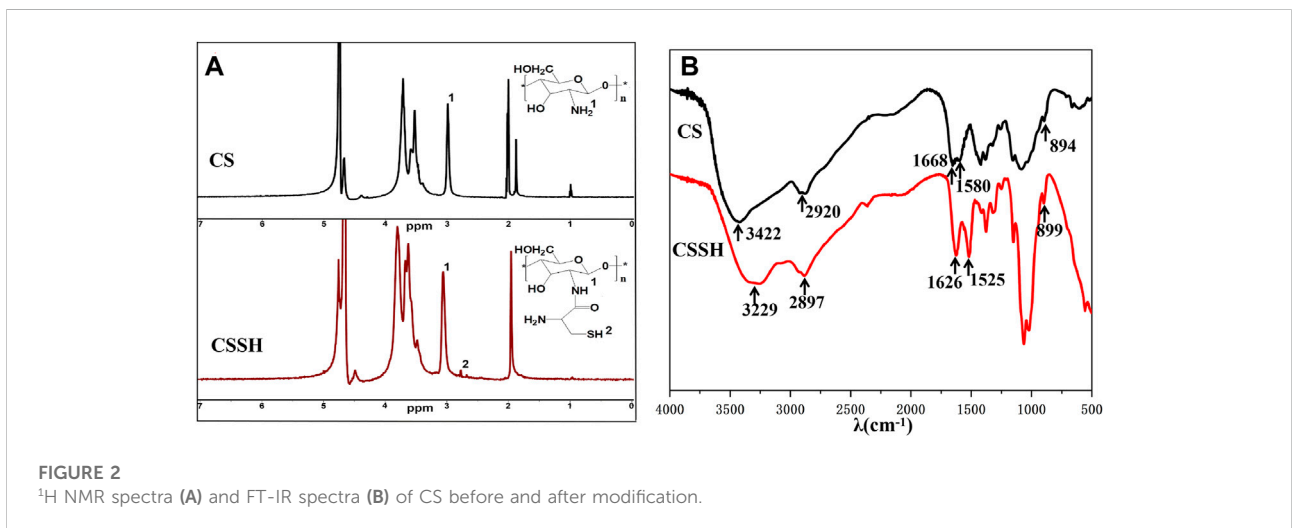 A
HOH₂C
O
O
*
*
n
HO
NH₂
1
1
CS
7 6 5 4 3 2 1 0
ppm
HOH₂C
O
O
*
*
n
HO
NH
1
O
H₂N
SH 2
1
2
CSSH
7 6 5 4 3 2 1 0
ppm
B
CS
1668
1580
894
2920
3422
CSSH
899
1626
1525
2897
3229
4000 3500 3000 2500 2000 1500 1000 500
λ(cm⁻¹)
FIGURE 2
¹H NMR spectra (A) and FT-IR spectra (B) of CS before and after modification.